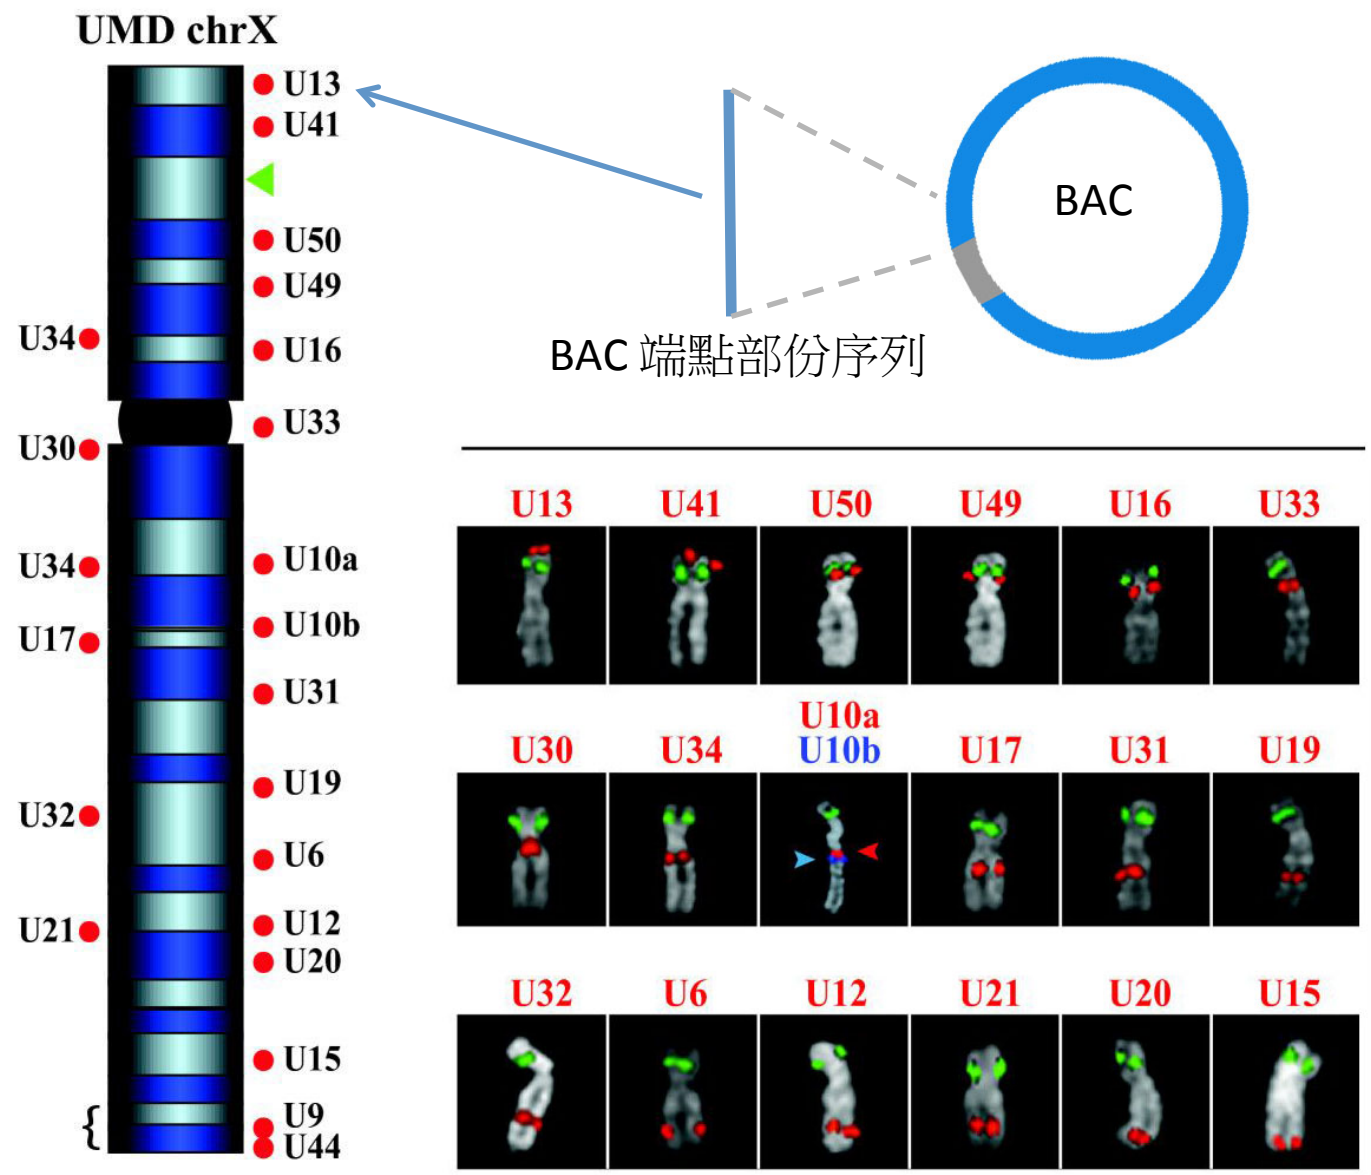 UMD chrX
U13
U41
U50
U49
U34
U16
U33
U30
U34
U10a
U17
U10b
U31
U19
U32
U6
U21
U12
U20
U15
{
U9
U44
BAC
BAC 端點部份序列
U13 U41 U50 U49 U16 U33
U10a
U30 U34 U10b U17 U31 U19
U32 U6 U12 U21 U20 U15